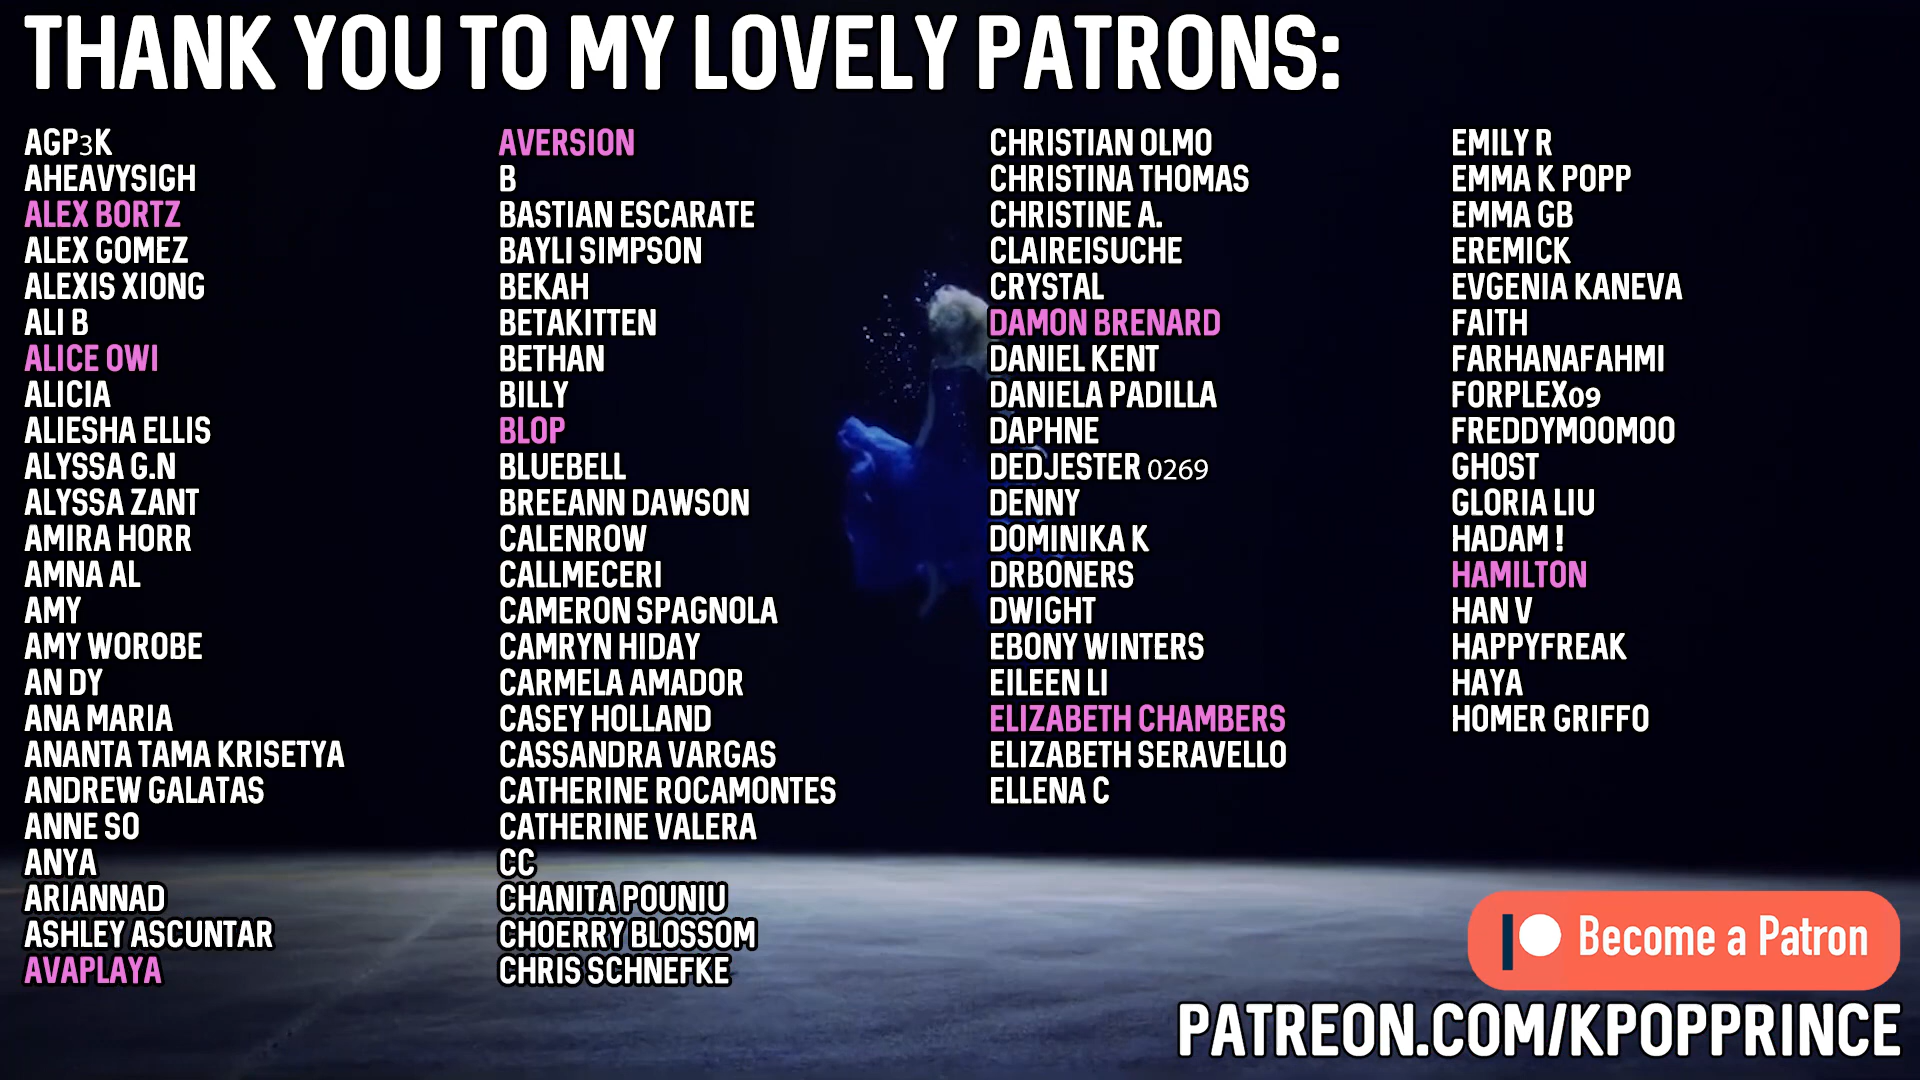 THANK YOU TO MY LOVELY PATRONS:
AGP3K
AHEAVYSIGH
ALEX BORTZ
ALEX GOMEZ
ALEXIS XIONG
ALI B
ALICE OWI
ALICIA
ALIESHA ELLIS
ALYSSA G.N
ALYSSA ZANT
AMIRA HORR
AMNA AL
AMY
AMY WOROBE
AN DY
ANA MARIA
ANANTA TAMA KRISETYA
ANDREW GALATAS
ANNE SO
ANYA
ARIANNAD
ASHLEY ASCUNTAR
AVAPLAYA
AVERSION
B
BASTIAN ESCARATE
BAYLI SIMPSON
BEKAH
BETAKITTEN
BETHAN
BILLY
BLOP
BLUEBELL
BREEANN DAWSON
CALENROW
CALLMECERI
CAMERON SPAGNOLA
CAMRYN HIDAY
CARMELA AMADOR
CASEY HOLLAND
CASSANDRA VARGAS
CATHERINE ROCAMONTES
CATHERINE VALERA
CC
CHANITA POUNIU
CHOERRY BLOSSOM
CHRIS SCHNEFKE
CHRISTIAN OLMO
CHRISTINA THOMAS
CHRISTINE A.
CLAIREISUCHE
CRYSTAL
DAMON BRENARD
DANIEL KENT
DANIELA PADILLA
DAPHNE
DEDJESTER 0269
DENNY
DOMINIKA K
DRBONERS
DWIGHT
EBONY WINTERS
EILEEN LI
ELIZABETH CHAMBERS
ELIZABETH SERAVELLO
ELLENA C
EMILY R
EMMA K POPP
EMMA GB
EREMICK
EVGENIA KANEVA
FAITH
FARHANAFAHMI
FORPLEX09
FREDDYMOOMOO
GHOST
GLORIA LIU
HADAM !
HAMILTON
HAN V
HAPPYFREAK
HAYA
HOMER GRIFFO
Become a Patron
PATREON.COM/KPOPPRINCE